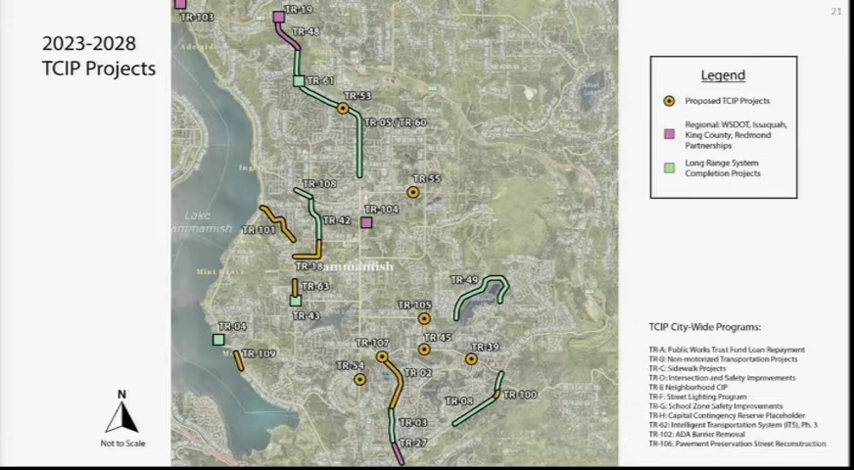 21
2023-2028
TCIP Projects
TR-103
TR-19
TR-48
Adelaide
TR-61
TR-53
TR-05 / TR-60
TR-108
TR-55
TR-42
TR-104
TR-101
Lake
ammamish
TR-18
ammamish
TR-63
TR-43
TR-49
TR-105
TR-04
TR-45
TR-39
TR-107
TR-109
TR-54
TR-02
TR-100
TR-08
TR-03
TR-27
N
Not to Scale
Legend
Proposed TCIP Projects
Regional: WSDOT, Issaquah,
King County, Redmond
Partnerships
Long Range System
Completion Projects
TCIP City-Wide Programs:
TR-A: Public Works Trust Fund Loan Repayment
TR-B: Non-motorized Transportation Projects
TR-C: Sidewalk Projects
TR-D: Intersection and Safety Improvements
TR-E Neighborhood CIP
TR-F: Street Lighting Program
TR-G: School Zone Safety Improvements
TR-H: Capital Contingency Reserve Placeholder
TR-62: Intelligent Transportation System (ITS), Ph. 3
TR-102: ADA Barrier Removal
TR-106: Pavement Preservation Street Reconstruction